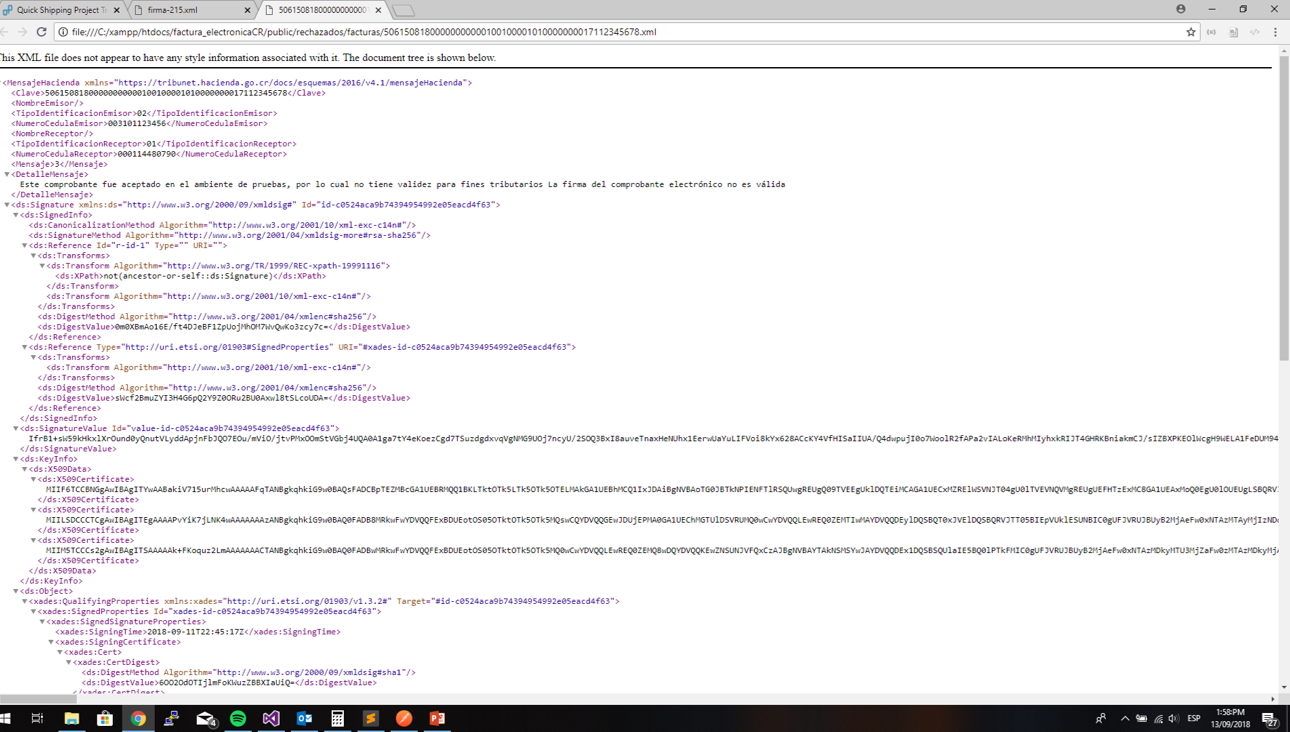 Quick Shipping Project T
firma-215.xml
file:///C:/xampp/htdocs/factura_electronicaCR/public/rechazados/facturas/50615081800000000000100100001010000000017112345678.xml
his XML file does not appear to have any style information associated with it. The document tree is shown below.
<MensajeHacienda xmlns="https://tribunet.hacienda.go.cr/docs/esquemas/2016/v4.1/mensajeHacienda">
<Clave>50615081800000000000100100001010000000017112345678</Clave>
<NombreEmisor/>
<TipoIdentificacionEmisor>02</TipoIdentificacionEmisor>
<NumeroCedulaEmisor>003101123456</NumeroCedulaEmisor>
<NombreReceptor/>
<TipoIdentificacionReceptor>01</TipoIdentificacionReceptor>
<NumeroCedulaReceptor>000114480790</NumeroCedulaReceptor>
<Mensaje>3</Mensaje>
<DetalleMensaje>
Este comprobante fue aceptado en el ambiente de pruebas, por lo cual no tiene validez para fines tributarios La firma del comprobante electrónico no es válida
</DetalleMensaje>
<ds:Signature xmlns:ds="http://www.w3.org/2000/09/xmldsig#" Id="id-c0524aca9b74394954992e05eacd4f63">
<ds:SignedInfo>
<ds:CanonicalizationMethod Algorithm="http://www.w3.org/2001/10/xml-exc-c14n#"/>
<ds:SignatureMethod Algorithm="http://www.w3.org/2001/04/xmldsig-more#rsa-sha256"/>
<ds:Reference Id="r-id-1" Type="" URI="">
<ds:Transforms>
<ds:Transform Algorithm="http://www.w3.org/TR/1999/REC-xpath-19991116">
<ds:XPath>not(ancestor-or-self::ds:Signature)</ds:XPath>
</ds:Transform>
<ds:Transform Algorithm="http://www.w3.org/2001/10/xml-exc-c14n#"/>
</ds:Transforms>
<ds:DigestMethod Algorithm="http://www.w3.org/2001/04/xmlenc#sha256"/>
<ds:DigestValue>0m0XBmAo16E/ft4DJeBF1ZpUojMhOM7WvQwKo3zcy7c=</ds:DigestValue>
</ds:Reference>
<ds:Reference Type="http://uri.etsi.org/01903#SignedProperties" URI="#xades-id-c0524aca9b74394954992e05eacd4f63">
<ds:Transforms>
<ds:Transform Algorithm="http://www.w3.org/2001/10/xml-exc-c14n#"/>
</ds:Transforms>
<ds:DigestMethod Algorithm="http://www.w3.org/2001/04/xmlenc#sha256"/>
<ds:DigestValue>sWcf2BmuZYI3H4G6pQ2Y9Z0ORu2BU0Axwl8tSLcoUDA=</ds:DigestValue>
</ds:Reference>
</ds:SignedInfo>
<ds:SignatureValue Id="value-id-c0524aca9b74394954992e05eacd4f63">
</ds:SignatureValue>
<ds:KeyInfo>
<ds:X509Data>
<ds:X509Certificate>
</ds:X509Certificate>
<ds:X509Certificate>
</ds:X509Certificate>
<ds:X509Certificate>
</ds:X509Certificate>
</ds:X509Data>
</ds:KeyInfo>
<ds:Object>
<xades:QualifyingProperties xmlns:xades="http://uri.etsi.org/01903/v1.3.2#" Target="#id-c0524aca9b74394954992e05eacd4f63">
<xades:SignedProperties Id="xades-id-c0524aca9b74394954992e05eacd4f63">
<xades:SignedSignatureProperties>
<xades:SigningTime>2018-09-11T22:45:17Z</xades:SigningTime>
<xades:SigningCertificate>
<xades:Cert>
<xades:CertDigest>
<ds:DigestMethod Algorithm="http://www.w3.org/2000/09/xmldsig#sha1"/>
<ds:DigestValue>6OO2OdOTIjlmFoKWuzZBBXIaUiQ=</ds:DigestValue>
</xades:CertDigest>
4
ESP
1:58 PM
13/09/2018
27